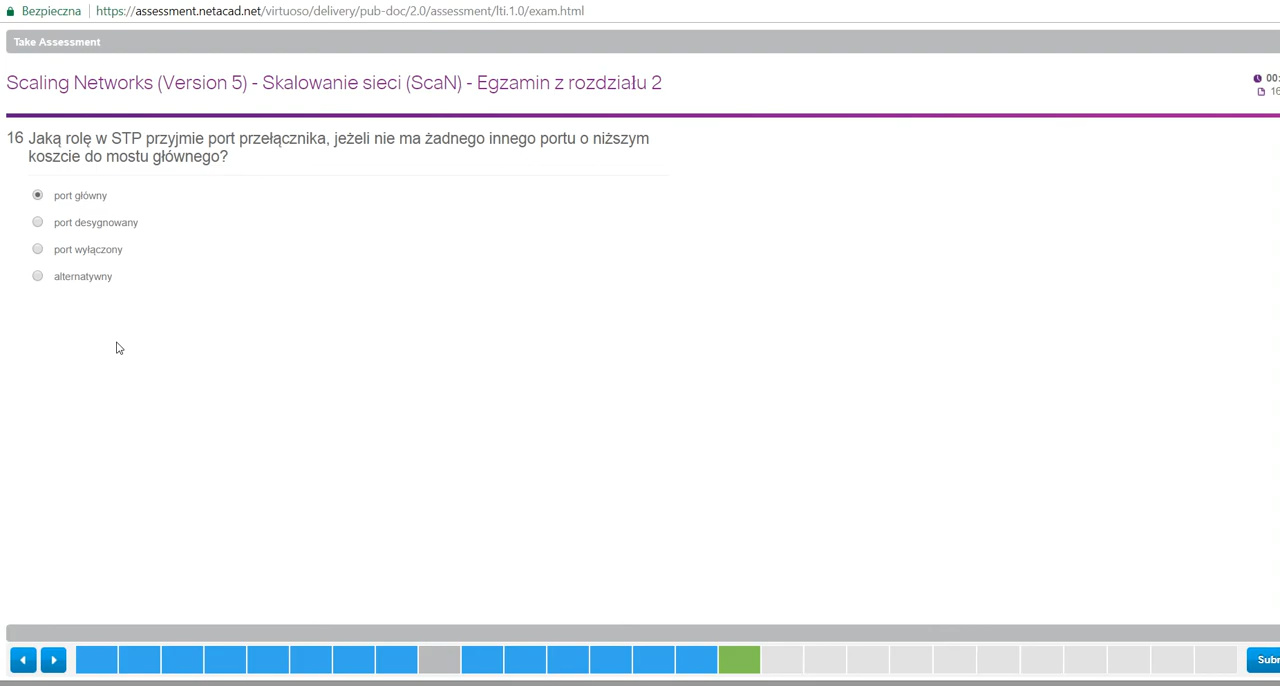 Bezpieczna https://assessment.netacad.net/virtuoso/delivery/pub-doc/2.0/assessment/lti.1.0/exam.html
Take Assessment
Scaling Networks (Version 5) - Skalowanie sieci (ScaN) - Egzamin z rozdziału 2
00:
16
16 Jaką rolę w STP przyjmie port przełącznika, jeżeli nie ma żadnego innego portu o niższym
koszcie do mostu głównego?
port główny
port desygnowany
port wyłączony
alternatywny